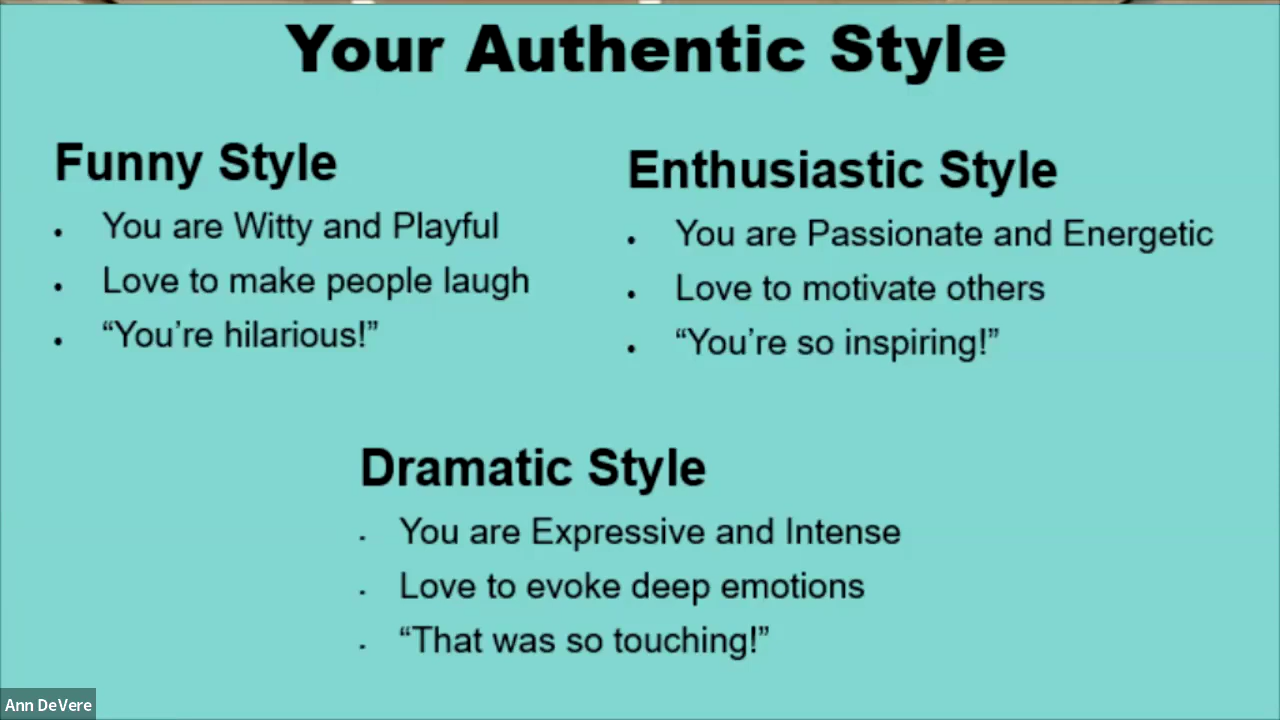 Your Authentic Style
Funny Style
• You are Witty and Playful
• Love to make people laugh
• “You’re hilarious!”
Enthusiastic Style
• You are Passionate and Energetic
• Love to motivate others
• “You’re so inspiring!”
Dramatic Style
• You are Expressive and Intense
• Love to evoke deep emotions
• “That was so touching!”
Ann DeVere